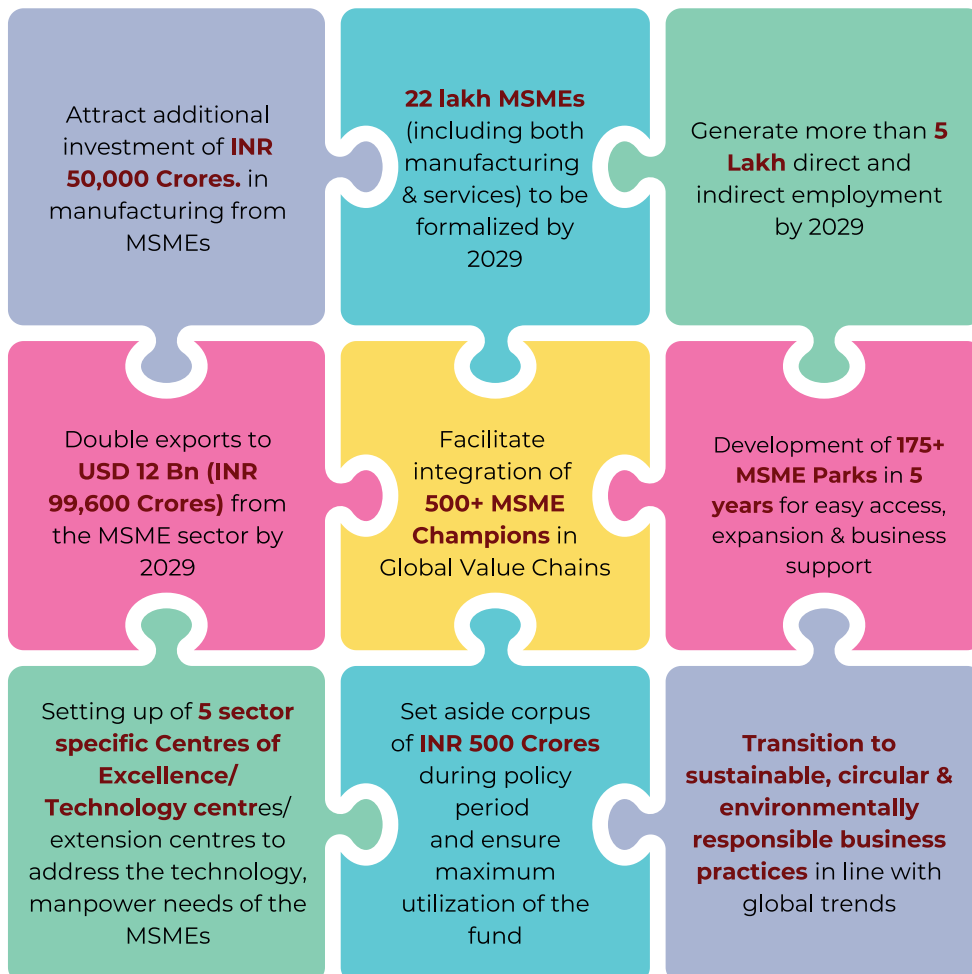 Attract additional
investment of INR
50,000 Crores. in
manufacturing from
MSMEs
22 lakh MSMEs
(including both
manufacturing
& services) to be
formalized by
2029
Generate more than 5
Lakh direct and
indirect employment
by 2029
Double exports to
USD 12 Bn (INR
99,600 Crores) from
the MSME sector by
2029
Facilitate
integration of
500+ MSME
Champions in
Global Value Chains
Development of 175+
MSME Parks in 5
years for easy access,
expansion & business
support
Setting up of 5 sector
specific Centres of
Excellence/
Technology centres/
extension centres to
address the technology,
manpower needs of the
MSMEs
Set aside corpus
of INR 500 Crores
during policy
period
and ensure
maximum
utilization of the
fund
Transition to
sustainable, circular &
environmentally
responsible business
practices in line with
global trends